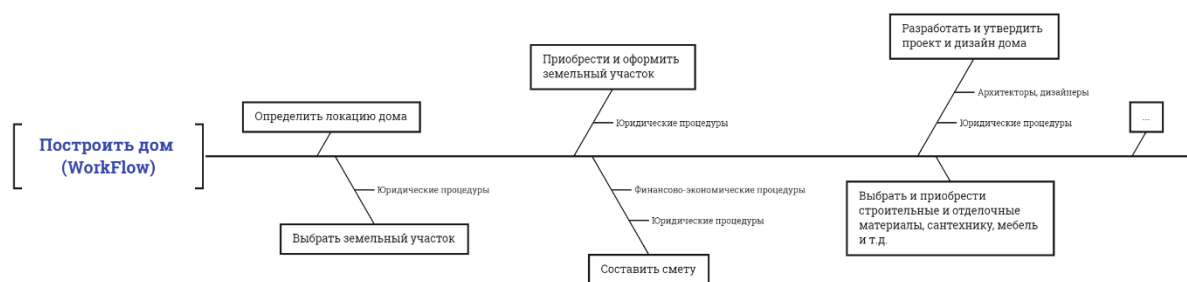 Построить дом
(WorkFlow)
Определить локацию дома
Юридические процедуры
Выбрать земельный участок
Приобрести и оформить
земельный участок
Юридические процедуры
Финансово-экономические процедуры
Юридические процедуры
Составить смету
Разработать и утвердить
проект и дизайн дома
Архитекторы, дизайнеры
Юридические процедуры
Выбрать и приобрести
строительные и отделочные
материалы, сантехнику, мебель
и т.д.
...